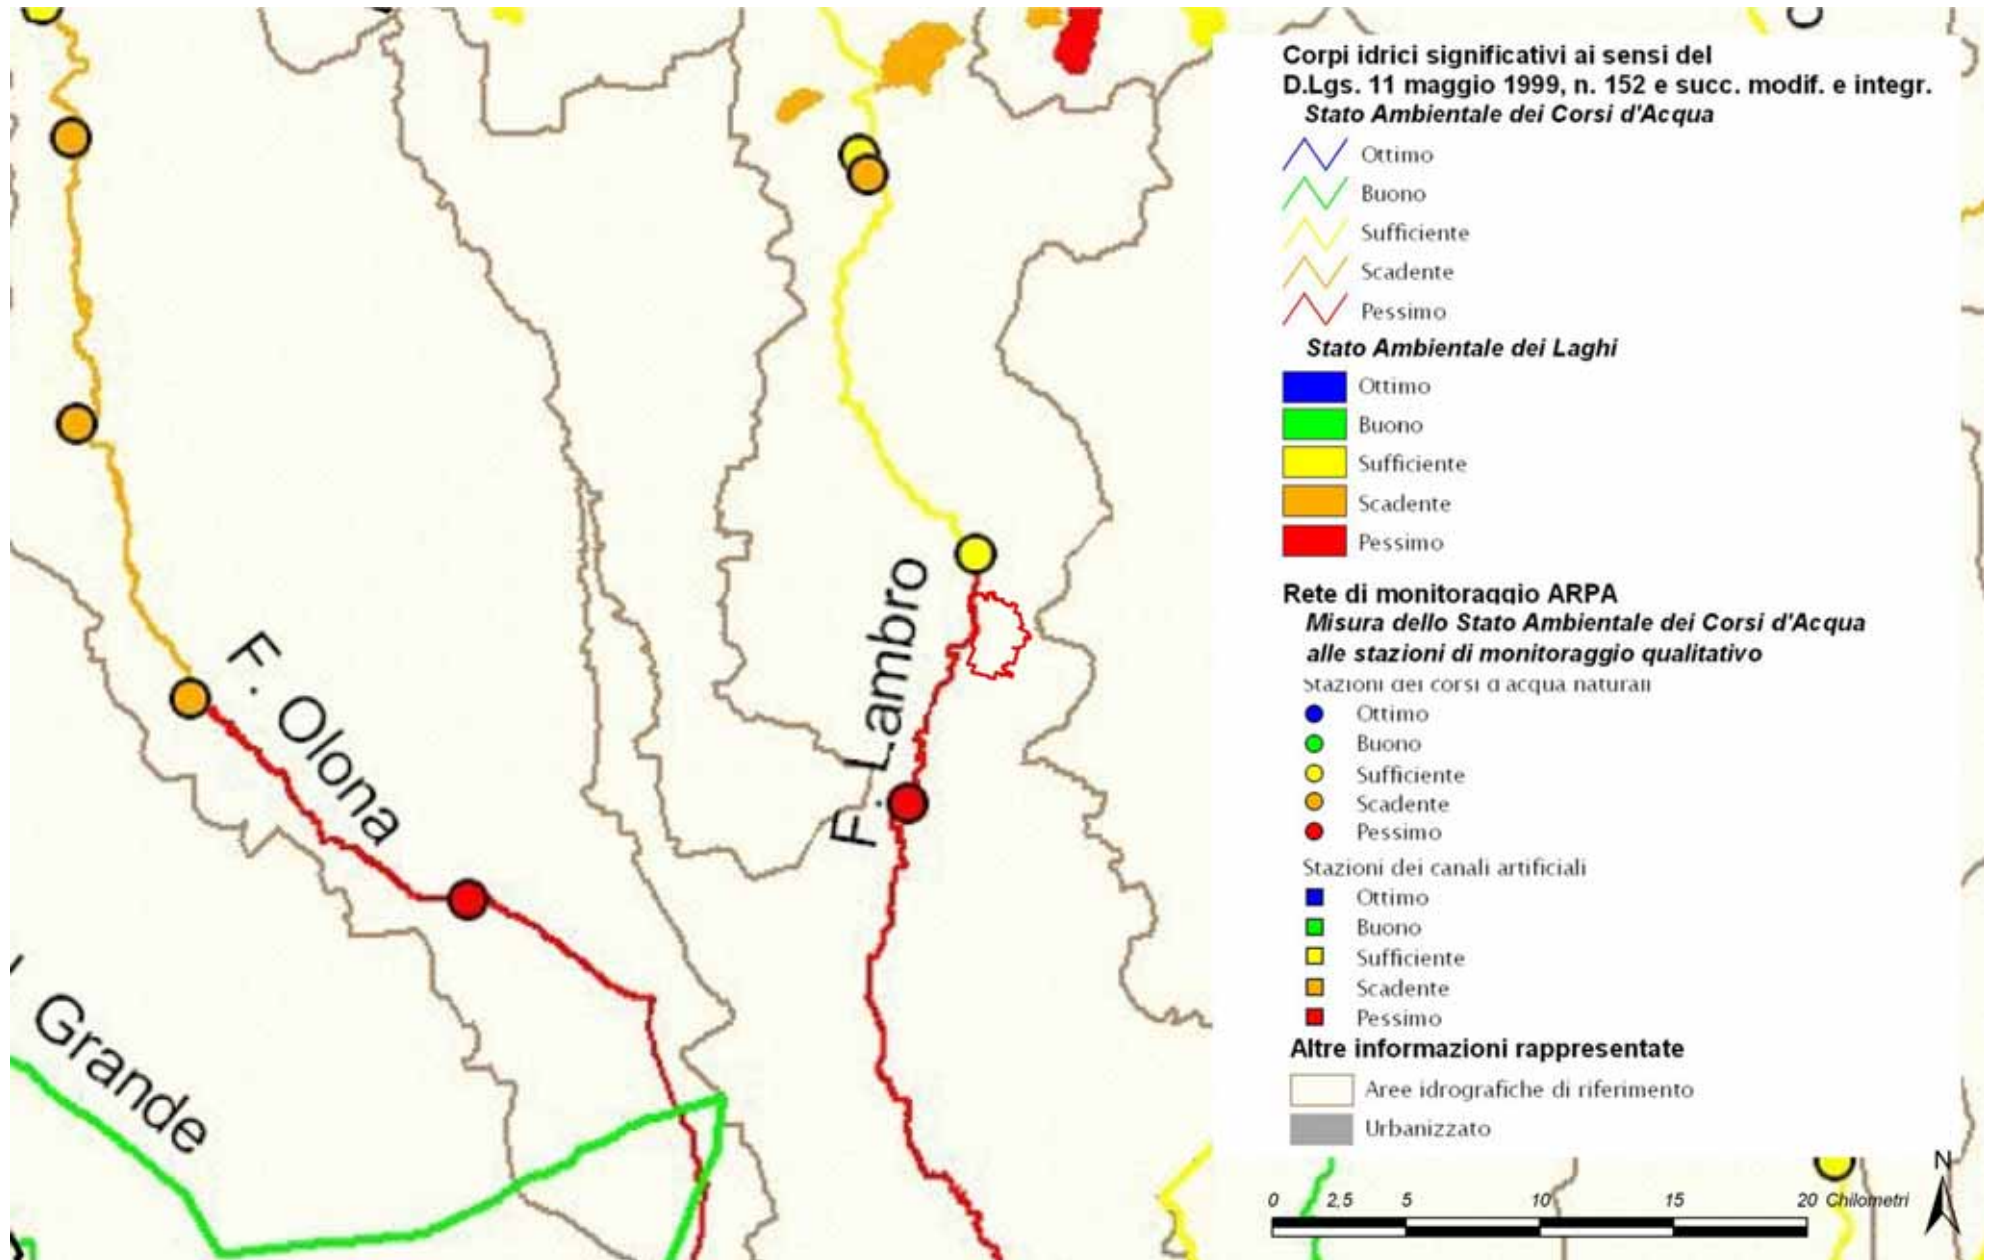 F. Olona
F. Lambro
Grande
Corpi idrici significativi ai sensi del
D.Lgs. 11 maggio 1999, n. 152 e succ. modif. e integr.
Stato Ambientale dei Corsi d'Acqua
Ottimo
Buono
Sufficiente
Scadente
Pessimo
Stato Ambientale dei Laghi
Ottimo
Buono
Sufficiente
Scadente
Pessimo
Rete di monitoraggio ARPA
Misura dello Stato Ambientale dei Corsi d'Acqua
alle stazioni di monitoraggio qualitativo
Stazioni dei corsi d'acqua naturali
Ottimo
Buono
Sufficiente
Scadente
Pessimo
Stazioni dei canali artificiali
Ottimo
Buono
Sufficiente
Scadente
Pessimo
Altre informazioni rappresentate
Aree idrografiche di riferimento
Urbanizzato
N
0 2,5 5 10 15 20 Chilometri